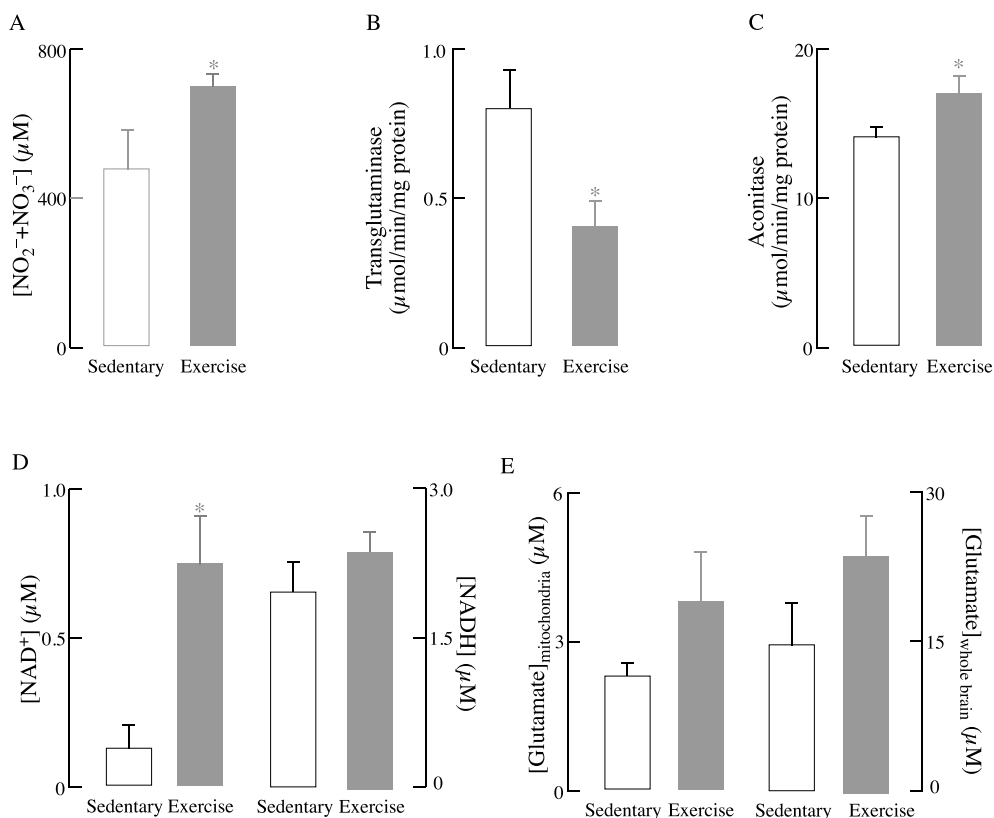 A
[NO₂⁻+NO₃⁻] (μM)
800
400
0
*
Sedentary Exercise
B
Transglutaminase
(μmol/min/mg protein)
1.0
0.5
0
*
Sedentary Exercise
C
Aconitase
(μmol/min/mg protein)
20
10
0
*
Sedentary Exercise
D
[NAD⁺] (μM)
1.0
0.5
0
*
3.0
1.5
0
[NADH] (μM)
Sedentary Exercise Sedentary Exercise
E
[Glutamate]mitochondria (μM)
6
3
0
30
15
0
[Glutamate]whole brain (μM)
Sedentary Exercise Sedentary Exercise